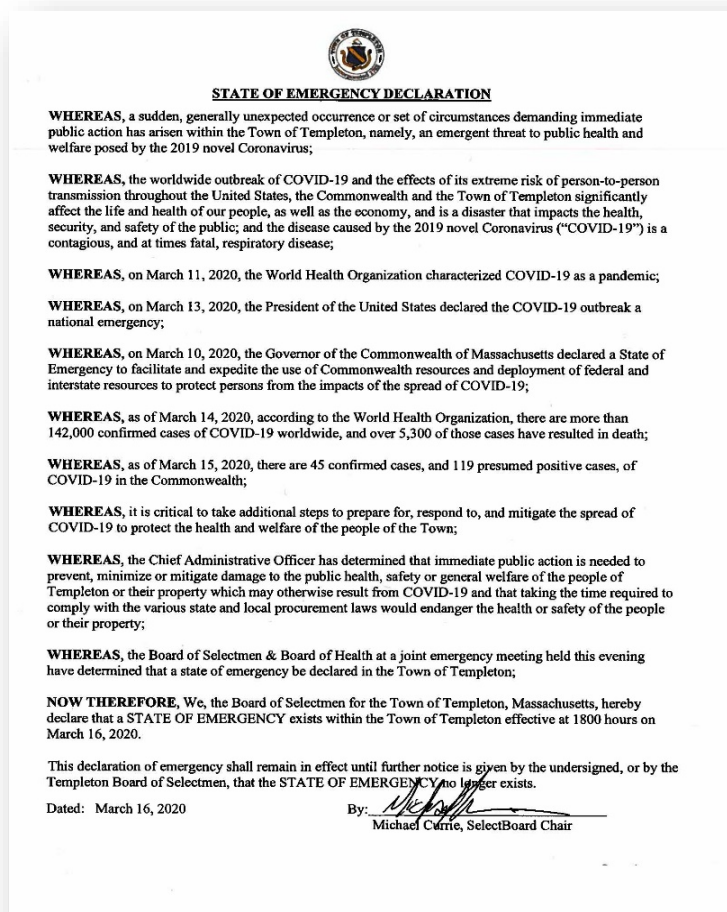 TOWN OF TEMPLETON
STATE OF EMERGENCY DECLARATION
WHEREAS, a sudden, generally unexpected occurrence or set of circumstances demanding immediate
public action has arisen within the Town of Templeton, namely, an emergent threat to public health and
welfare posed by the 2019 novel Coronavirus;
WHEREAS, the worldwide outbreak of COVID-19 and the effects of its extreme risk of person-to-person
transmission throughout the United States, the Commonwealth and the Town of Templeton significantly
affect the life and health of our people, as well as the economy, and is a disaster that impacts the health,
security, and safety of the public; and the disease caused by the 2019 novel Coronavirus (“COVID-19”) is a
contagious, and at times fatal, respiratory disease;
WHEREAS, on March 11, 2020, the World Health Organization characterized COVID-19 as a pandemic;
WHEREAS, on March 13, 2020, the President of the United States declared the COVID-19 outbreak a
national emergency;
WHEREAS, on March 10, 2020, the Governor of the Commonwealth of Massachusetts declared a State of
Emergency to facilitate and expedite the use of Commonwealth resources and deployment of federal and
interstate resources to protect persons from the impacts of the spread of COVID-19;
WHEREAS, as of March 14, 2020, according to the World Health Organization, there are more than
142,000 confirmed cases of COVID-19 worldwide, and over 5,300 of those cases have resulted in death;
WHEREAS, as of March 15, 2020, there are 45 confirmed cases, and 119 presumed positive cases, of
COVID-19 in the Commonwealth;
WHEREAS, it is critical to take additional steps to prepare for, respond to, and mitigate the spread of
COVID-19 to protect the health and welfare of the people of the Town;
WHEREAS, the Chief Administrative Officer has determined that immediate public action is needed to
prevent, minimize or mitigate damage to the public health, safety or general welfare of the people of
Templeton or their property which may otherwise result from COVID-19 and that taking the time required to
comply with the various state and local procurement laws would endanger the health or safety of the people
or their property;
WHEREAS, the Board of Selectmen & Board of Health at a joint emergency meeting held this evening
have determined that a state of emergency be declared in the Town of Templeton;
NOW THEREFORE, We, the Board of Selectmen for the Town of Templeton, Massachusetts, hereby
declare that a STATE OF EMERGENCY exists within the Town of Templeton effective at 1800 hours on
March 16, 2020.
This declaration of emergency shall remain in effect until further notice is given by the undersigned, or by the
Templeton Board of Selectmen, that the STATE OF EMERGENCY no longer exists.
Dated: March 16, 2020 By:
Michael Currie, SelectBoard Chair